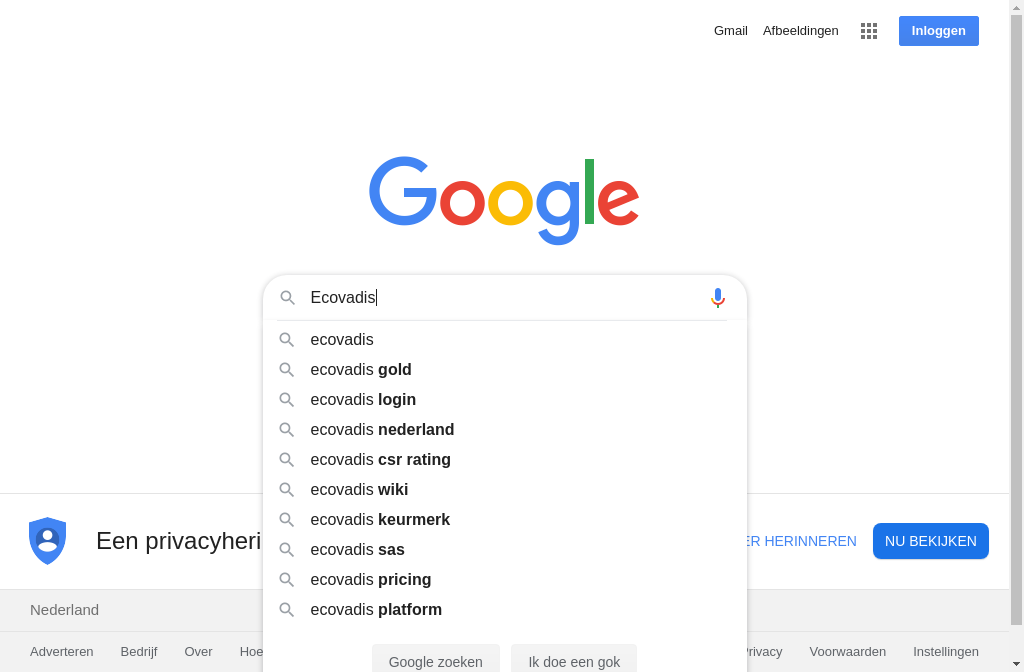 Gmail Afbeeldingen Inloggen
Google
Ecovadis
ecovadis
ecovadis gold
ecovadis login
ecovadis nederland
ecovadis csr rating
ecovadis wiki
ecovadis keurmerk
ecovadis sas
ecovadis pricing
ecovadis platform
Google zoeken Ik doe een gok
Een privacyheri
ER HERINNEREN NU BEKIJKEN
Nederland
Adverteren Bedrijf Over Hoe rivacy Voorwaarden Instellingen